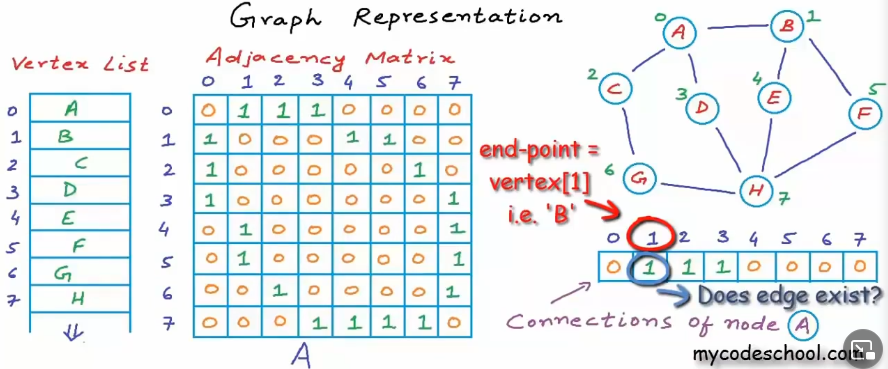 Graph Representation
Vertex List
0 A
1 B
2 C
3 D
4 E
5 F
6 G
7 H
Adjacency Matrix
0 1 2 3 4 5 6 7
0 0 1 1 1 0 0 0 0
1 1 0 0 0 1 1 0 0
2 1 0 0 0 0 0 1 0
3 1 0 0 0 0 0 0 1
4 0 1 0 0 0 0 0 1
5 0 1 0 0 0 0 0 1
6 0 0 1 0 0 0 0 1
7 0 0 0 1 1 1 1 0
A
0 A
B 1
2 C
3 D
4 E
5 F
6 G
H 7
end-point =
vertex[1]
i.e. 'B'
0 1 2 3 4 5 6 7
0 1 1 1 0 0 0 0
Does edge exist?
Connections of node A
mycodeschool.com